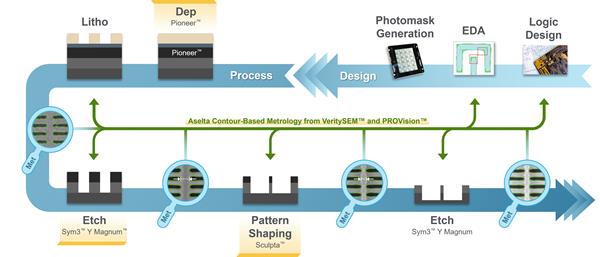 Litho
Dep
Pioneer™
Pioneer™
Photomask
Generation
EDA
Logic
Design
Process
Design
Aselta Contour-Based Metrology from VeritySEM™ and PROVision™
Met
Met
Met
Met
Etch
Sym3™ Y Magnum™
Pattern
Shaping
Sculpta™
Etch
Sym3™ Y Magnum